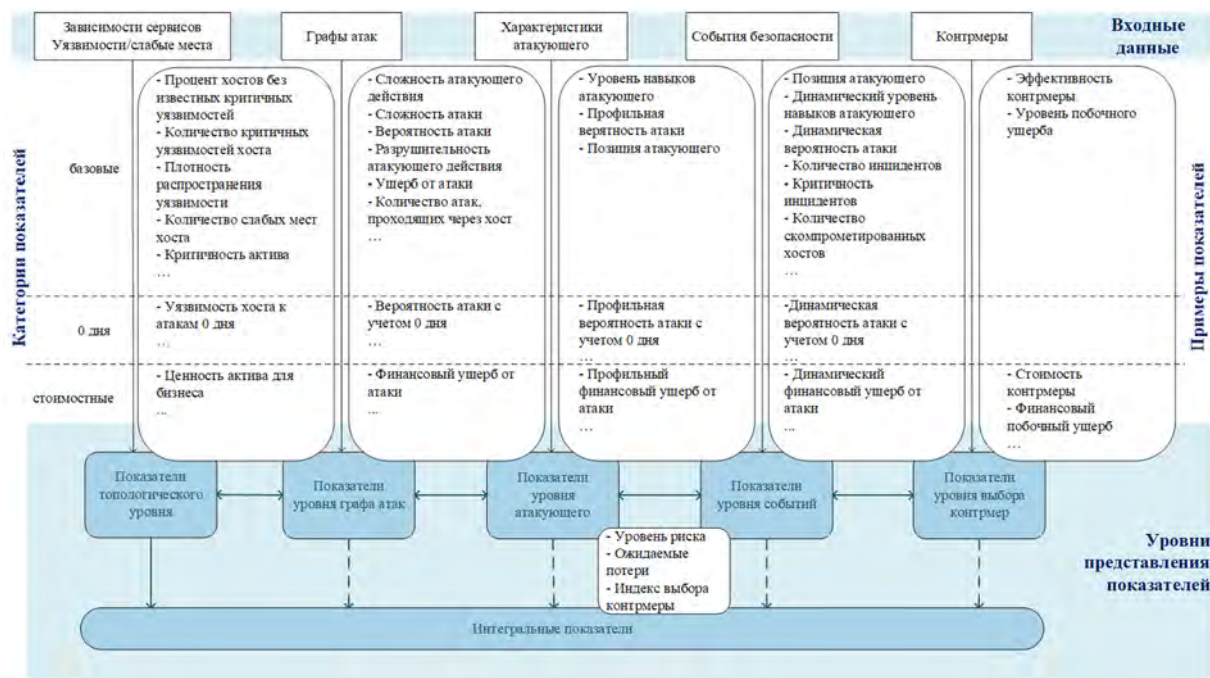 Зависимости сервисов
Уязвимости/слабые места
Графы атак
Характеристики
атакующего
События безопасности
Контрмеры
Входные
данные
Категории показателей
Примеры показателей
базовые
- Процент хостов без
известных критичных
уязвимостей
- Количество критичных
уязвимостей хоста
- Плотность
распространения
уязвимости
- Количество слабых мест
хоста
- Критичность актива
…
- Сложность атакующего
действия
- Сложность атаки
- Вероятность атаки
- Разрушительность
атакующего действия
- Ушерб от атаки
- Количество атак,
проходящих через хост
…
- Уровень навыков
атакующего
- Профильная
верятность атаки
- Позиция атакующего
- Позиция атакующего
- Динамический уровень
навыков атакующего
- Динамическая
вероятность атаки
- Количество инцидентов
- Критичность
инцидентов
- Количество
скомпрометированных
хостов
…
- Эффективность
контрмеры
- Уровень побочного
ущерба
0 дня
- Уязвимость хоста к
атакам 0 дня
…
- Вероятность атаки с
учетом 0 дня
…
- Профильная
вероятность атаки с
учетом 0 дня
…
-Динамическая
вероятность атаки с
учетом 0 дня
…
стоимостные
- Ценность актива для
бизнеса
...
- Финансовый ущерб от
атаки
...
- Профильный
финансовый ущерб от
атаки
…
- Динамический
финансовый ущерб от
атаки
...
- Стоимость
контрмеры
- Финансовый
побочный ущерб
…
Показатели
топологического
уровня
Показатели
уровня графа атак
Показатели
уровня
атакующего
Показатели
уровня событий
Показатели
уровня выбора
контрмер
- Уровень риска
- Ожидаемые
потери
- Индекс выбора
контрмеры
Уровни
представления
показателей
Интегральные показатели